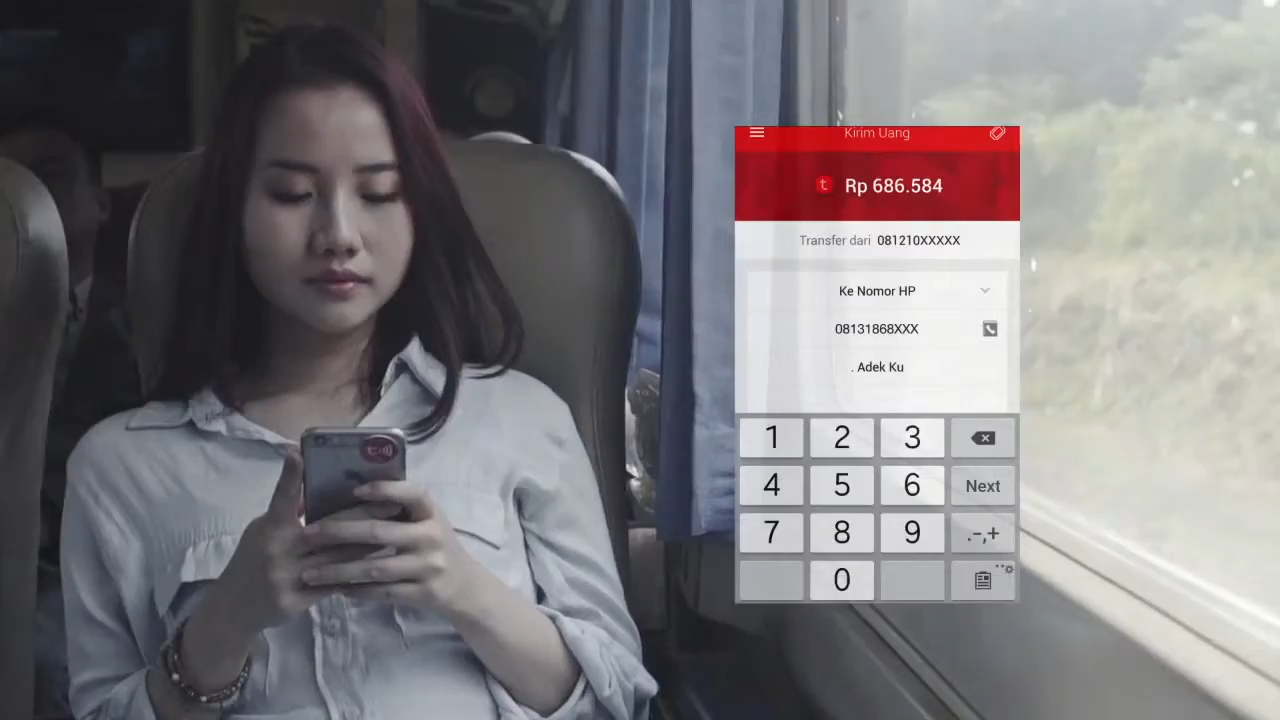 Kirim Uang
t Rp 686.584
Transfer dari 081210XXXXX
Ke Nomor HP
08131868XXX
. Adek Ku
1 2 3
4 5 6 Next
7 8 9 .-,+
0